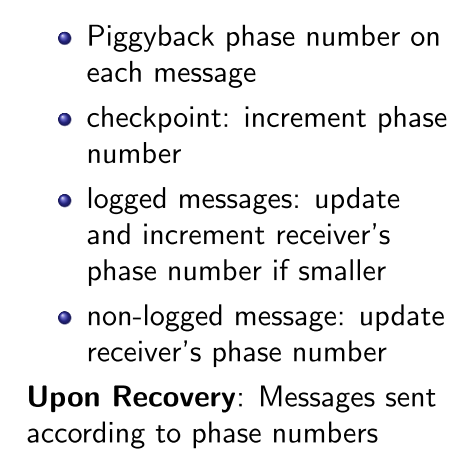 Piggyback phase number on
each message
checkpoint: increment phase
number
logged messages: update
and increment receiver's
phase number if smaller
non-logged message: update
receiver's phase number
Upon Recovery: Messages sent
according to phase numbers